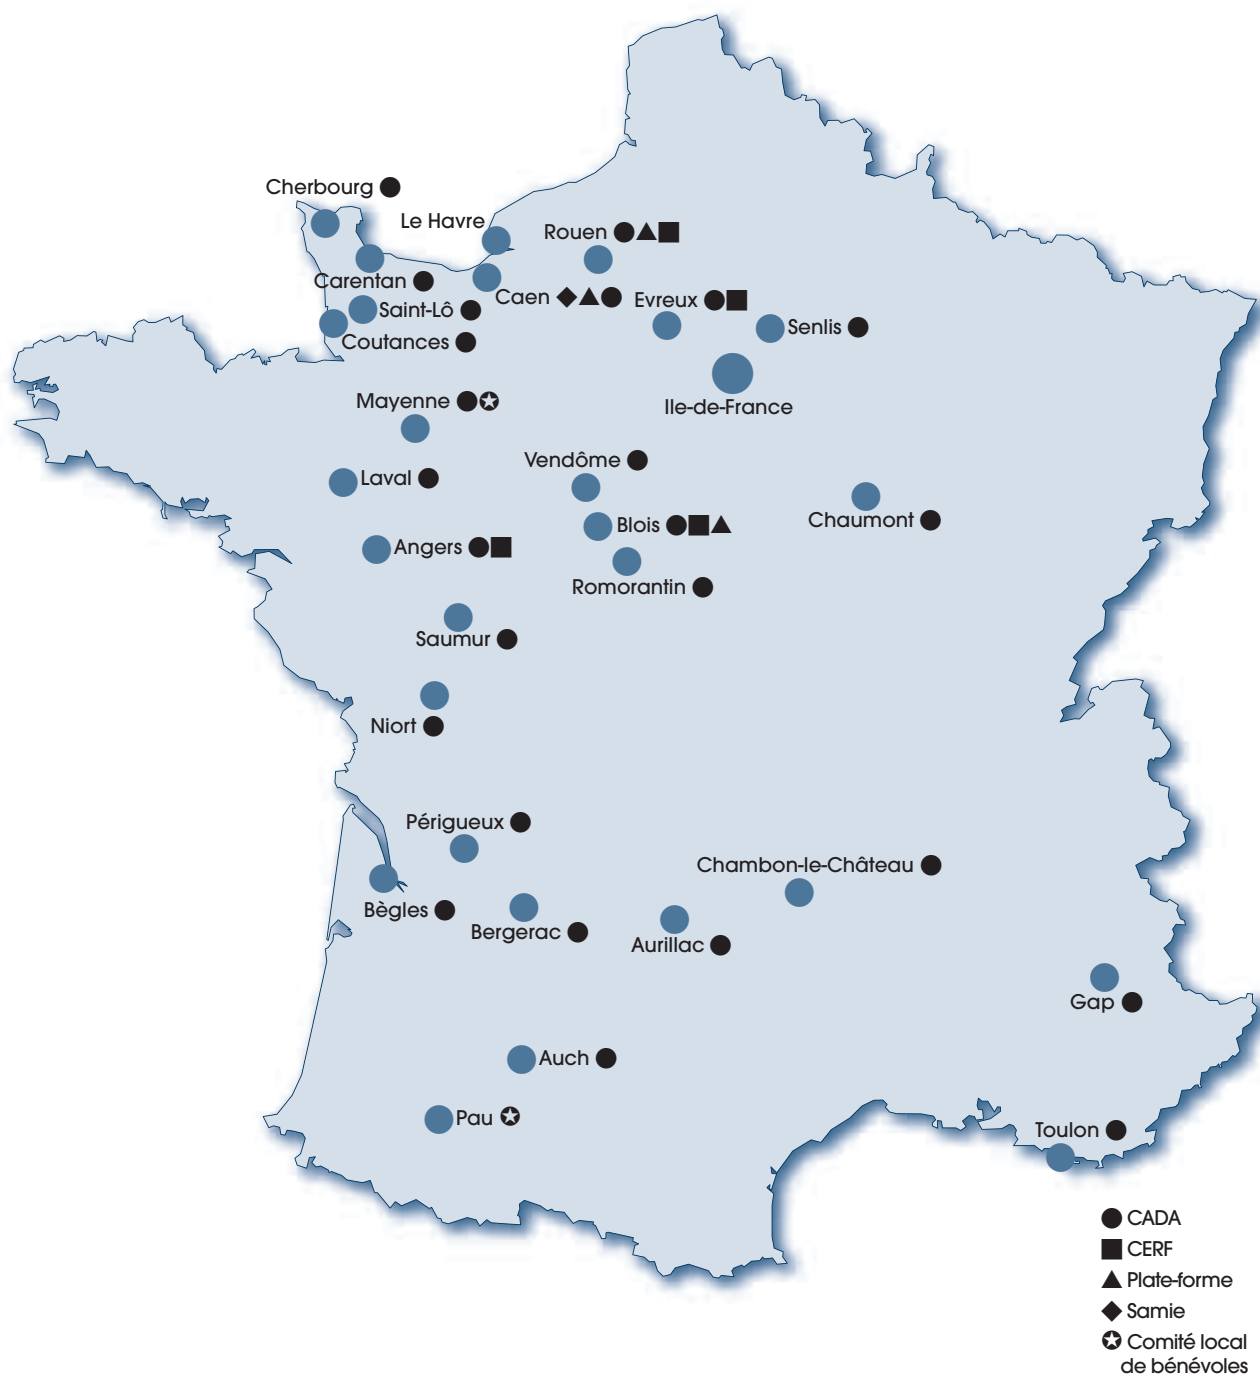 Cherbourg
Le Havre
Rouen
Carentan
Caen
Evreux
Saint-Lô
Senlis
Coutances
Mayenne
Ile-de-France
Vendôme
Laval
Chaumont
Blois
Angers
Romorantin
Saumur
Niort
Périgueux
Chambon-le-Château
Bègles
Bergerac
Aurillac
Gap
Auch
Pau
Toulon
CADA
CERF
Plate-forme
Samie
Comité local
de bénévoles